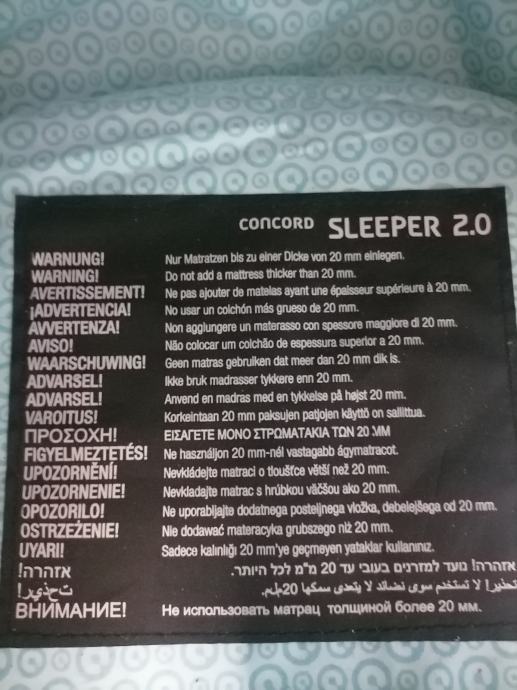 CONCORD SLEEPER 2.0
WARNUNG! Nur Matratzen bis zu einer Dicke von 20 mm einlegen.
WARNING! Do not add a mattress thicker than 20 mm.
AVERTISSEMENT! Ne pas ajouter de matelas ayant une épaisseur supérieure à 20 mm.
¡ADVERTENCIA! No usar un colchón más grueso de 20 mm.
AVVERTENZA! Non aggiungere un materasso con spessore maggiore di 20 mm.
AVISO! Não colocar um colchão de espessura superior a 20 mm.
WAARSCHUWING! Geen matras gebruiken dat meer dan 20 mm dik is.
ADVARSEL! Ikke bruk madrasser tykkere enn 20 mm.
ADVARSEL! Anvend en madras med en tykkelse på højst 20 mm.
VAROITUS! Korkeintaan 20 mm paksujen patjojen käyttö on sallittua.
ΠΡΟΣΟΧΗ! ΕΙΣΑΓΕΤΕ ΜΟΝΟ ΣΤΡΩΜΑΤΑΚΙΑ ΤΩΝ 20 .MM
FIGYELMEZTETÉS! Ne használjon 20 mm-nél vastagabb ágymatracot.
UPOZORNĚNÍ! Nevkládejte matraci o tloušťce větší než 20 mm.
UPOZORNENIE! Nevkladajte matrac s hrúbkou väčšou ako 20 mm.
OPOZORILO! Ne uporabljajte dodatnega posteljnega vložka, debelejšega od 20 mm.
OSTRZEŻENIE! Nie dodawać materacyka grubszego niż 20 mm.
UYARI! Sadece kalınlığı 20 mm'ye geçmeyen yataklar kullanınız.
אזהרה! אזהרה! נועד למזרנים בעובי עד 20 מ"מ לכל היותר.
تحذير! تحذير! لا تستخدم سوى نضائد لا يتعدى سمكها 20ملم.
ВНИМАНИЕ! Не использовать матрац толщиной более 20 мм.